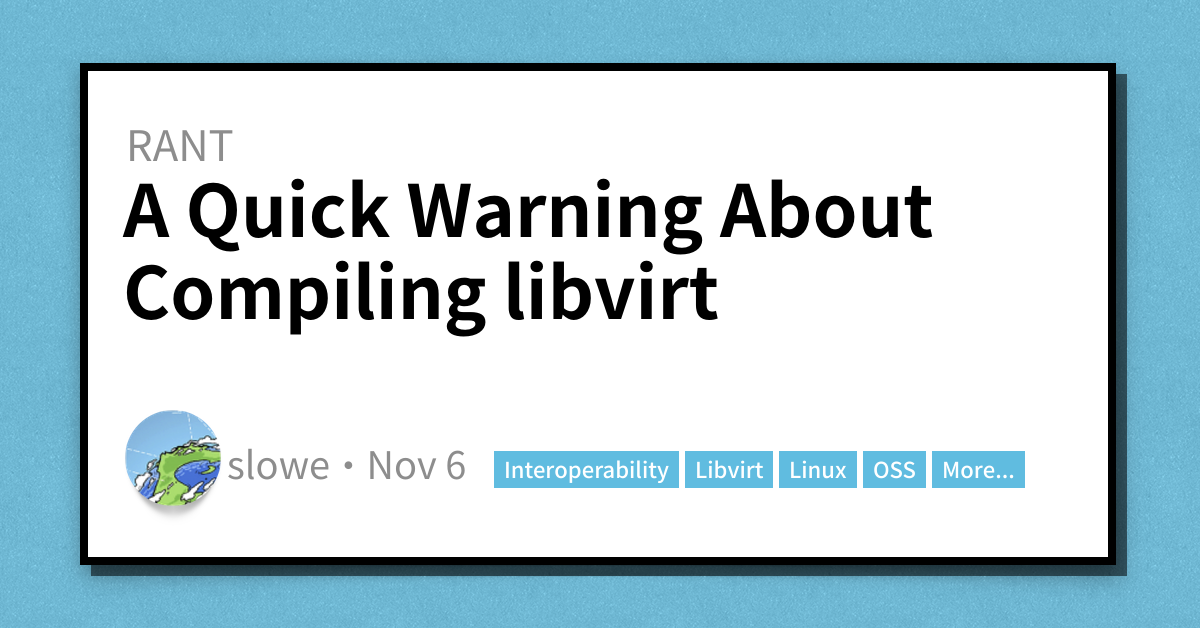 RANT
A Quick Warning About
Compiling libvirt
slowe • Nov 6 Interoperability Libvirt Linux OSS More...